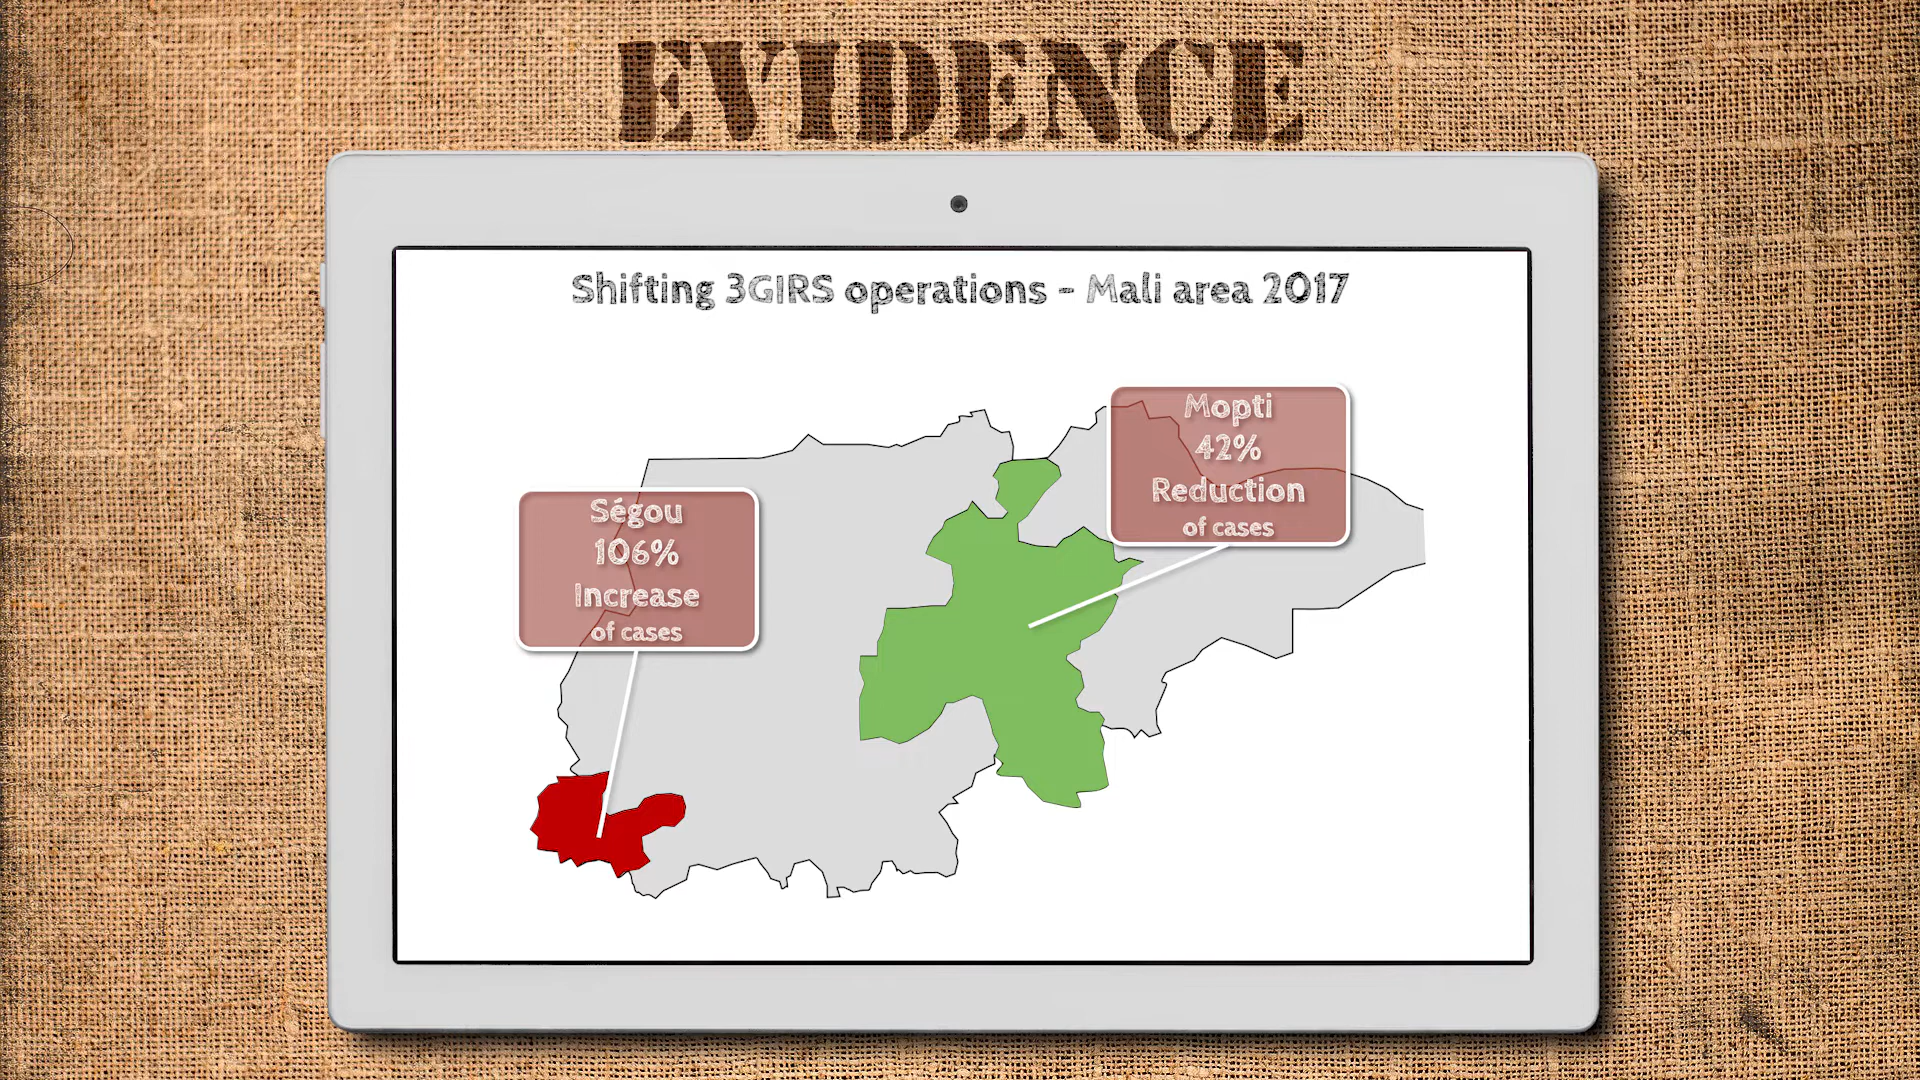 EVIDENCE
Shifting 3GIRS operations - Mali area 2017
Mopti
42%
Reduction
of cases
Ségou
106%
Increase
of cases